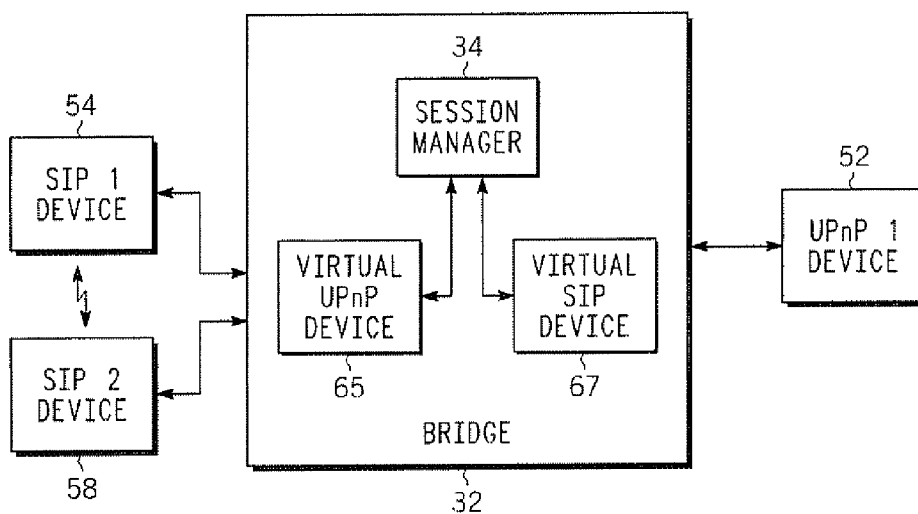 34
SESSION
MANAGER
54
SIP 1
DEVICE
52
UPnP 1
DEVICE
VIRTUAL
UPnP
DEVICE
VIRTUAL
SIP
DEVICE
65
67
SIP 2
DEVICE
58
BRIDGE
32